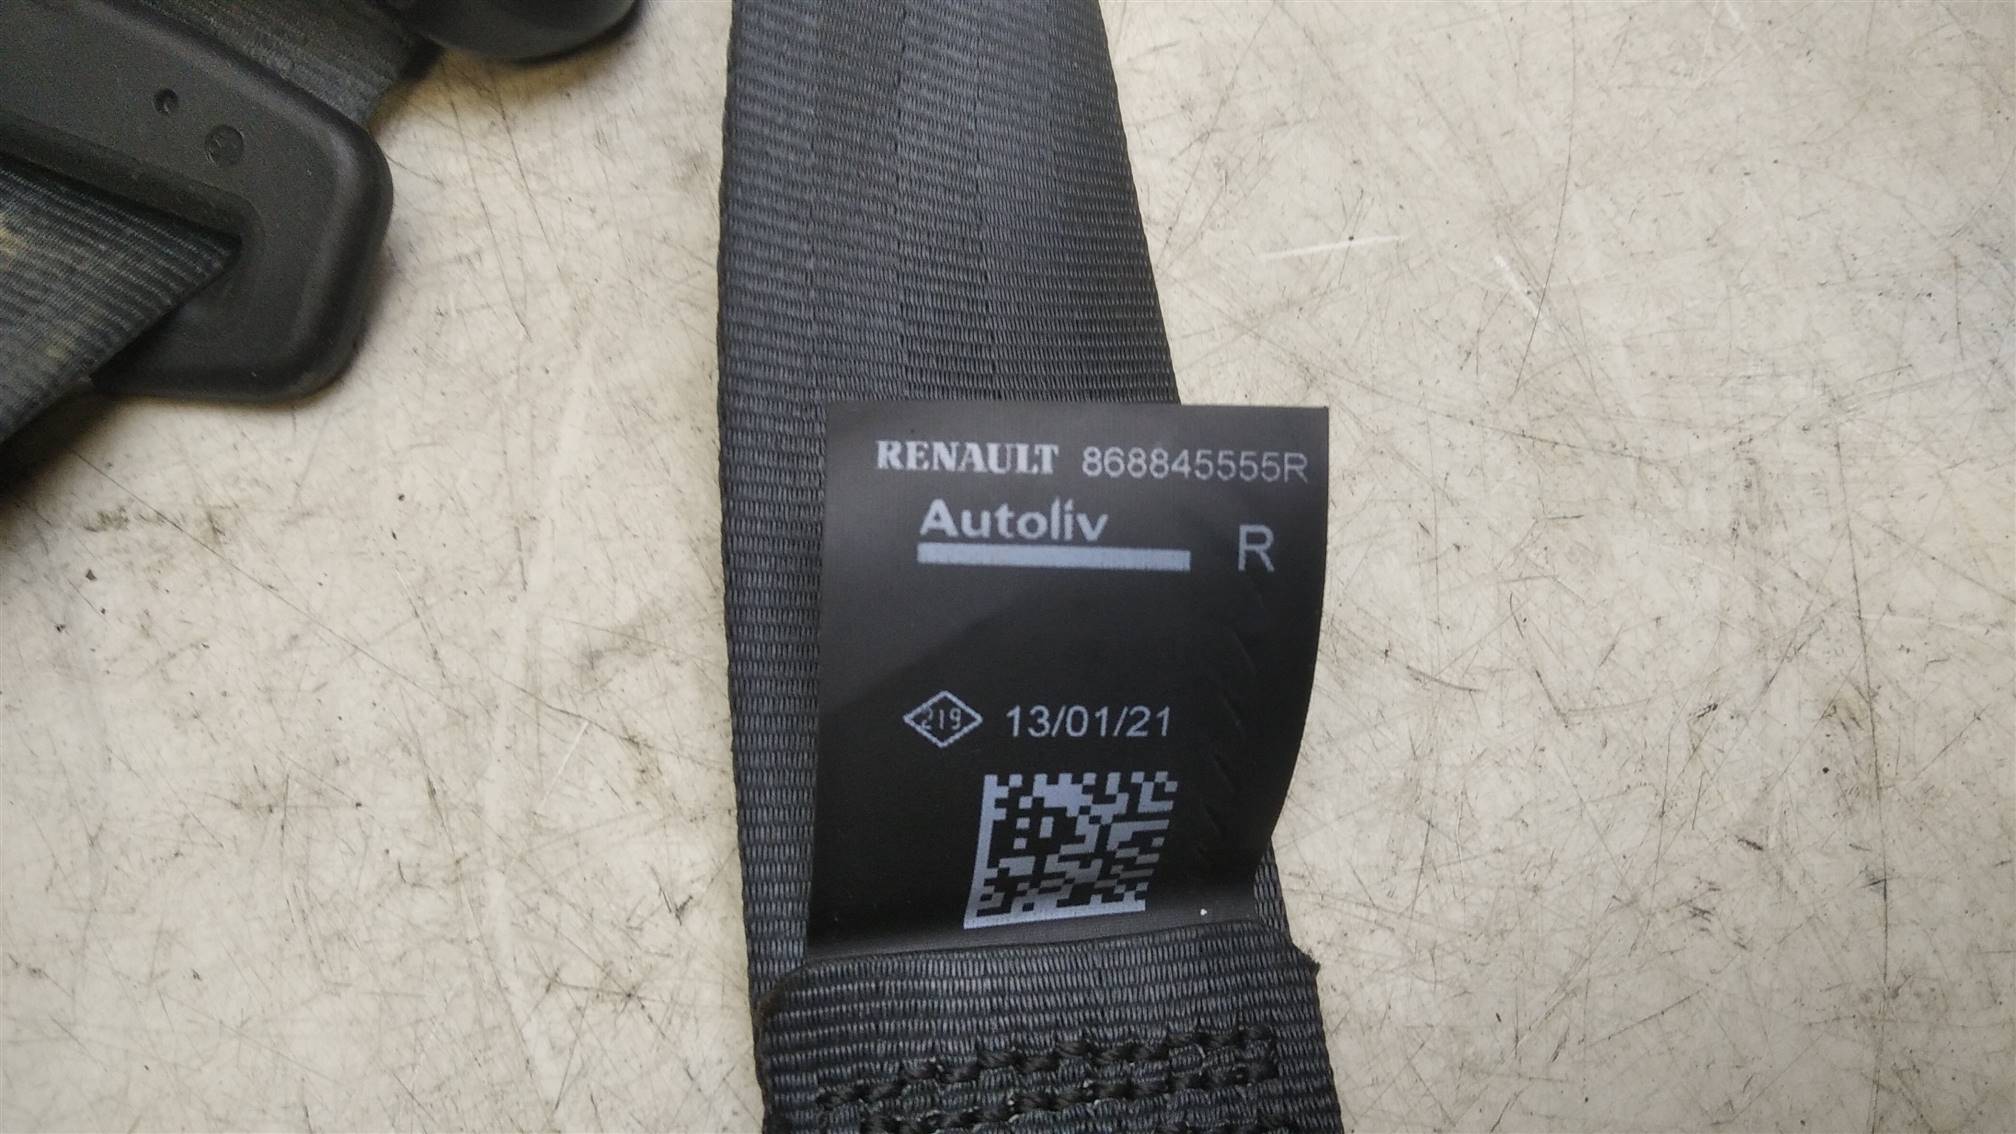 RENAULT 868845555R
Autoliv
R
219 13/01/21